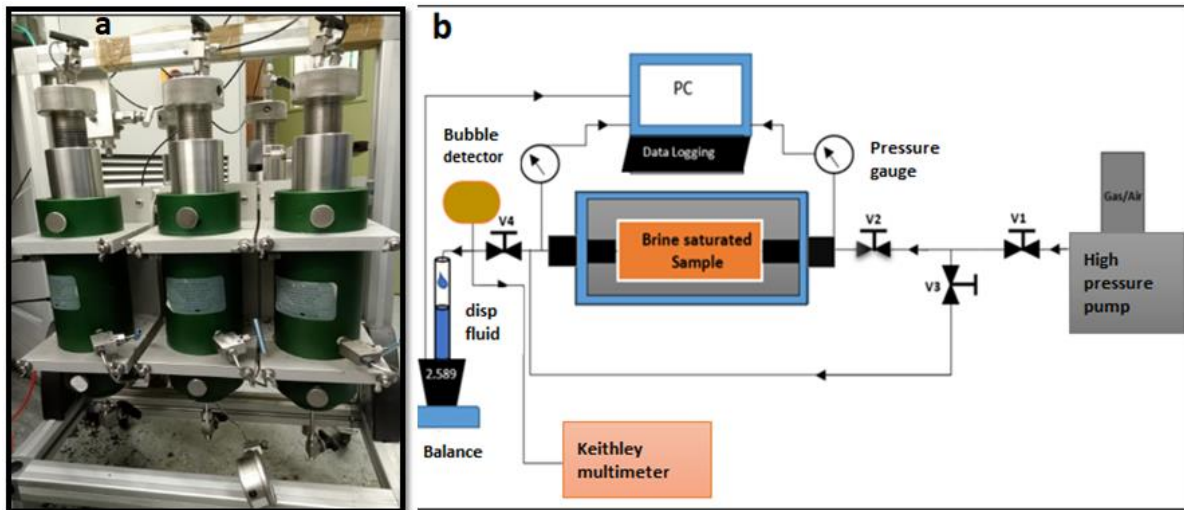 a
b
PC
Data Logging
Bubble
detector
Pressure
gauge
V4
V2
V1
V3
Gas/Air
Brine saturated
Sample
High
pressure
pump
disp
fluid
2.589
Balance
Keithley
multimeter